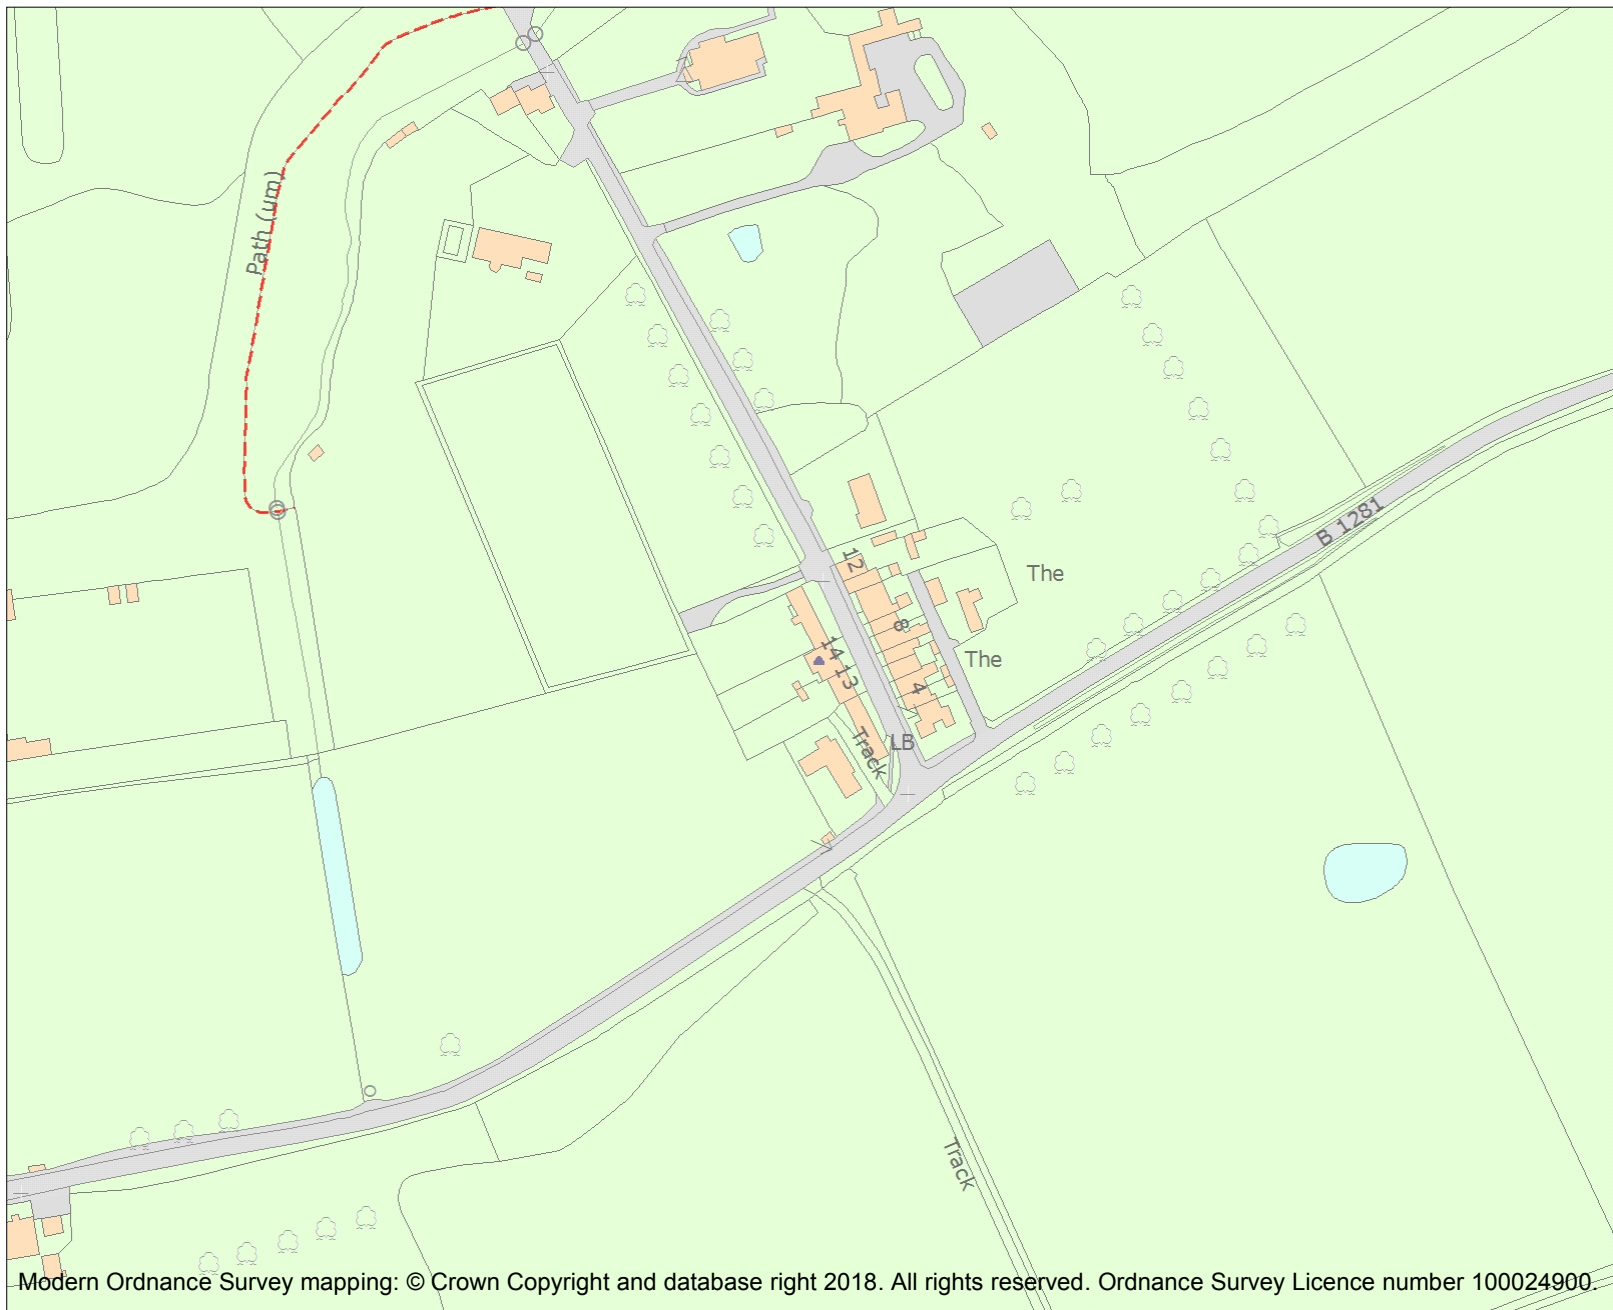 Path (um)
B 1281
12
The
8
14
13
The
4
LB
Track
Track
Modern Ordnance Survey mapping: © Crown Copyright and database right 2018. All rights reserved. Ordnance Survey Licence number 100024900.